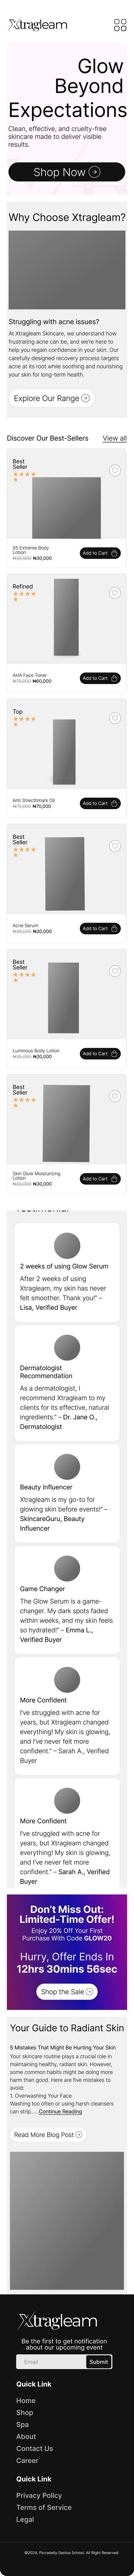 Xtragleam
Glow
Beyond
Expectations
Clean, effective, and cruelty-free
skincare made to deliver visible
results.
Shop Now
Why Choose Xtragleam?
Struggling with acne issues?
At Xtragleam Skincare, we understand how
frustrating acne can be, and we're here to
help you regain confidence in your skin. Our
carefully designed recovery process targets
acne at its root while soothing and nourishing
your skin for long-term health.
Explore Our Range
Discover Our Best-Sellers View all
Best
Seller
X5 Extreme Body
Lotion
₦35,000 ₦30,000
Add to Cart
Refined
AHA Face Toner
₦75,000 ₦60,000
Add to Cart
Top
Anti Strecthmark Oil
₦75,000 ₦70,000
Add to Cart
Best
Seller
Acne Serum
₦35,000 ₦30,000
Add to Cart
Best
Seller
Luminous Body Lotion
₦35,000 ₦30,000
Add to Cart
Best
Seller
Skin Glow Moisturizing
Lotion
₦35,000 ₦30,000
Add to Cart
Testimonial
2 weeks of using Glow Serum
After 2 weeks of using
Xtragleam, my skin has never
felt smoother. Thank you!" –
Lisa, Verified Buyer
Dermatologist
Recommendation
As a dermatologist, I
recommend Xtragleam to my
clients for its effective, natural
ingredients." – Dr. Jane O.,
Dermatologist
Beauty Influencer
Xtragleam is my go-to for
glowing skin before events!" –
SkincareGuru, Beauty
Influencer
Game Changer
The Glow Serum is a game-
changer. My dark spots faded
within weeks, and my skin feels
so hydrated!" – Emma L.,
Verified Buyer
More Confident
I've struggled with acne for
years, but Xtragleam changed
everything! My skin is glowing,
and I've never felt more
confident." – Sarah A., Verified
Buyer
More Confident
I've struggled with acne for
years, but Xtragleam changed
everything! My skin is glowing,
and I've never felt more
confident." – Sarah A., Verified
Buyer
Don't Miss Out:
Limited-Time Offer!
Enjoy 20% Off Your First
Purchase With Code GLOW20
Hurry, Offer Ends In
12hrs 30mins 56sec
Shop the Sale
Your Guide to Radiant Skin
5 Mistakes That Might Be Hurting Your Skin
Your skincare routine plays a crucial role in
maintaining healthy, radiant skin. However,
some common habits might be doing more
harm than good. Here are five mistakes to
avoid:
1. Overwashing Your Face
Washing too often or using harsh cleansers
can strip.....Continue Reading
Read More Blog Post
Xtragleam
Be the first to get notification
about our upcoming event
Email
Submit
Quick Link
Home
Shop
Spa
About
Contact Us
Career
Quick Link
Privacy Policy
Terms of Service
Legal
©2024, Piccadelly Genius School. All Right Reserved